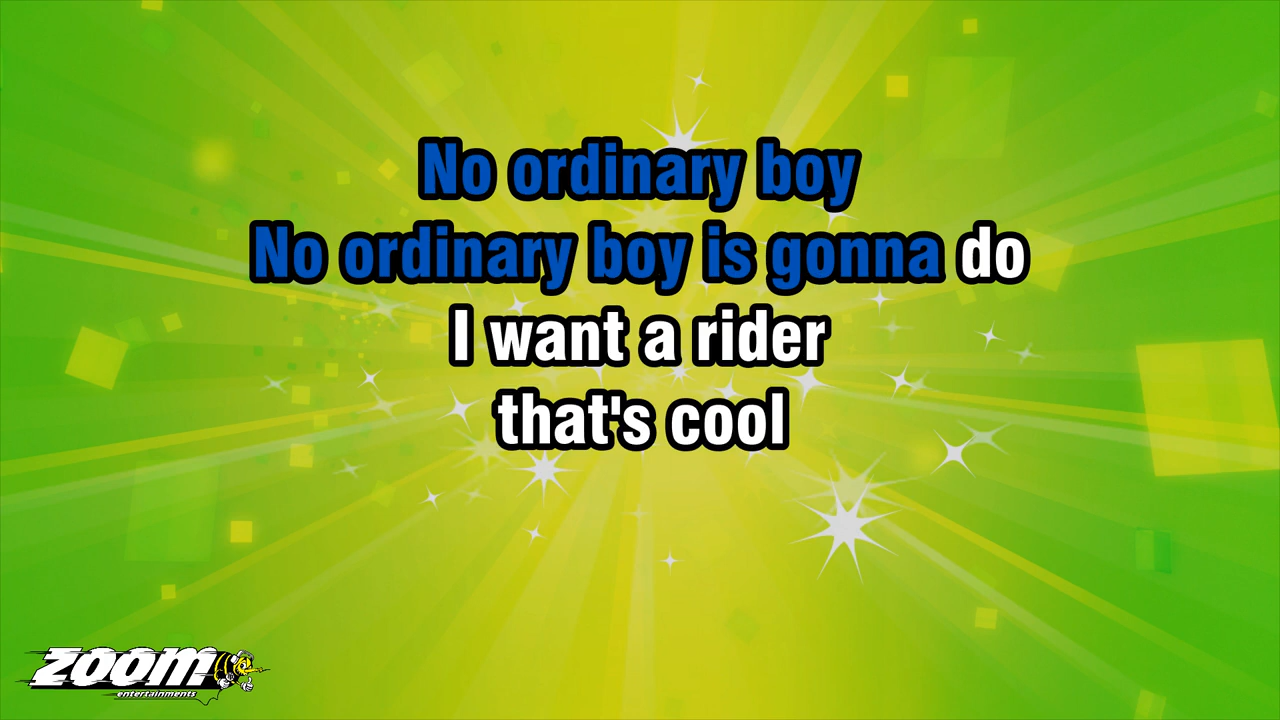 No ordinary boy
No ordinary boy is gonna do
I want a rider
that's cool
zoom
entertainments